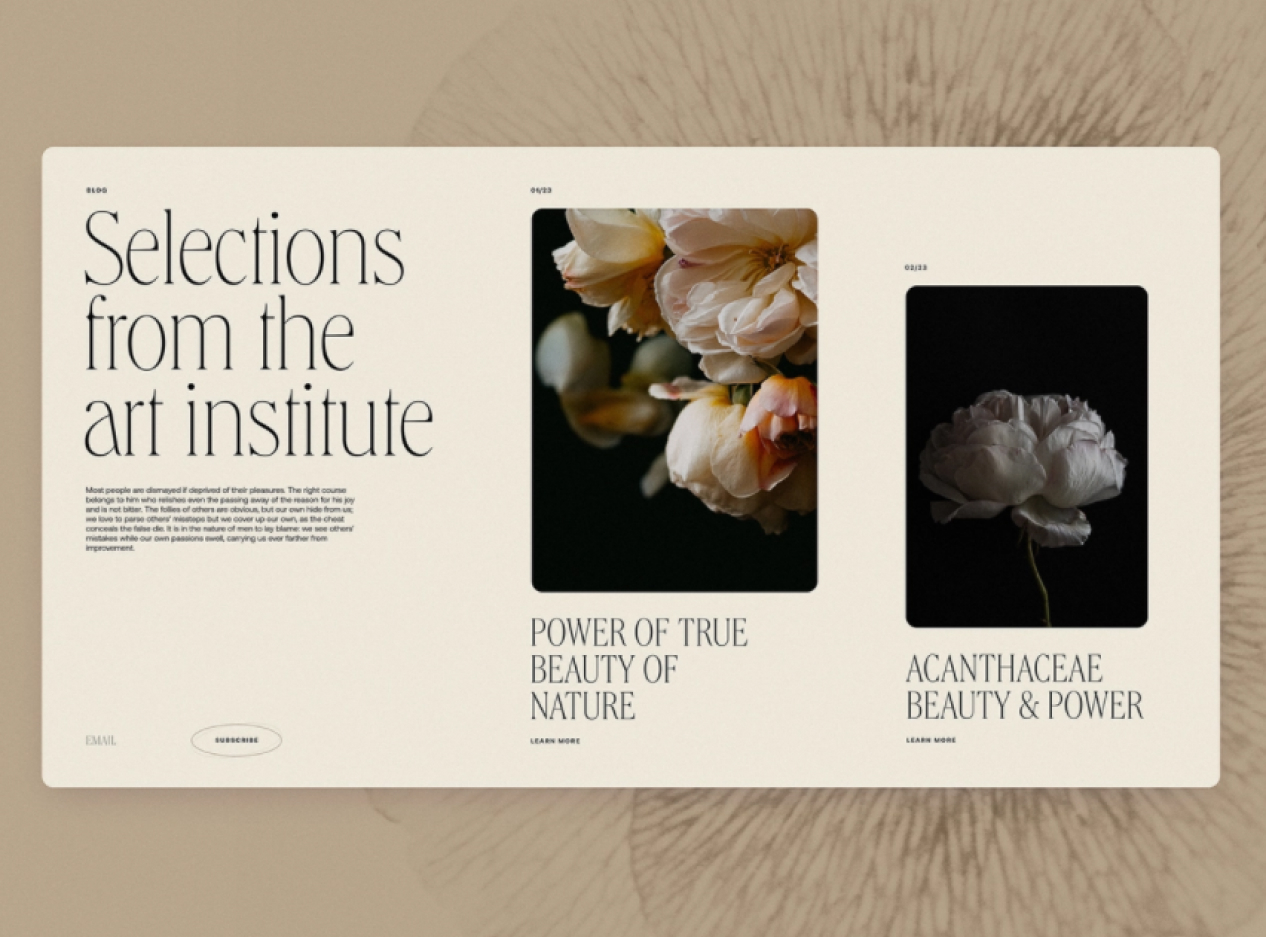 BLOG
Selections
from the
art institute
Most people are dismayed if deprived of their pleasures. The right course
belongs to him who relishes even the passing away of the reason for his joy
and is not bitter. The follies of others are obvious, but our own hide from us;
we love to parse others' missteps but we cover up our own, as the cheat
conceals the false die. It is in the nature of men to lay blame: we see others'
mistakes while our own passions swell, carrying us ever farther from
improvement.
EMAIL
SUBSCRIBE
01/23
POWER OF TRUE
BEAUTY OF
NATURE
LEARN MORE
02/23
ACANTHACEAE
BEAUTY & POWER
LEARN MORE